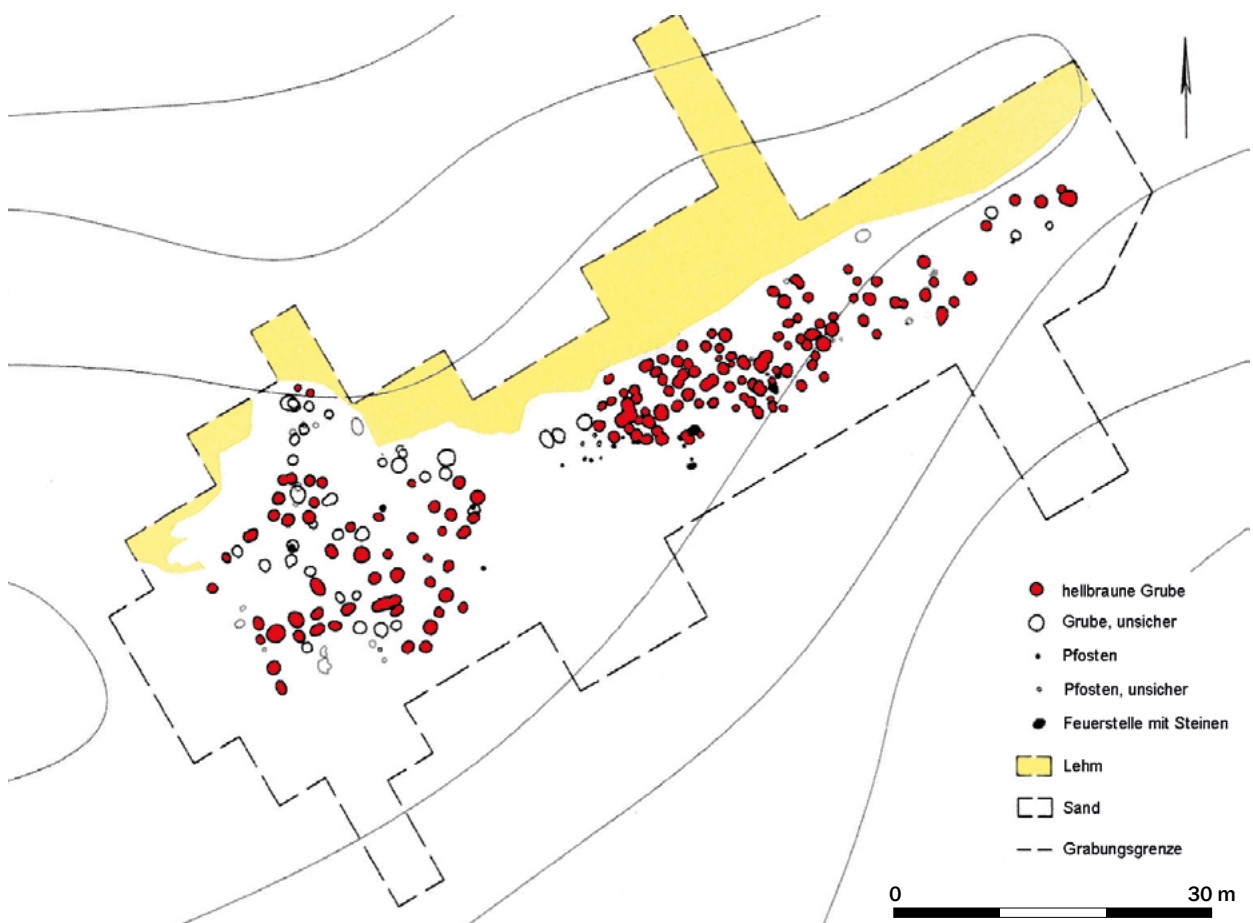 hellbraune Grube
Grube, unsicher
Pfosten
Pfosten, unsicher
Feuerstelle mit Steinen
Lehm
Sand
Grabungsgrenze
0 30 m